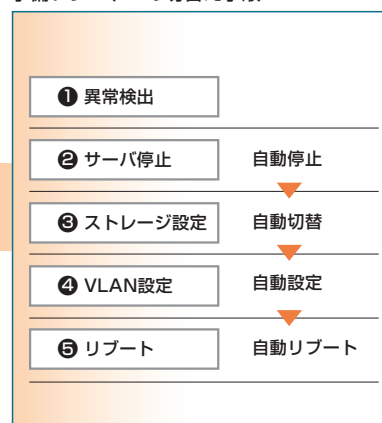 ❶ 異常検出
❷ サーバ停止 自動停止
❸ ストレージ設定 自動切替
❹ VLAN設定 自動設定
❺ リブート 自動リブート